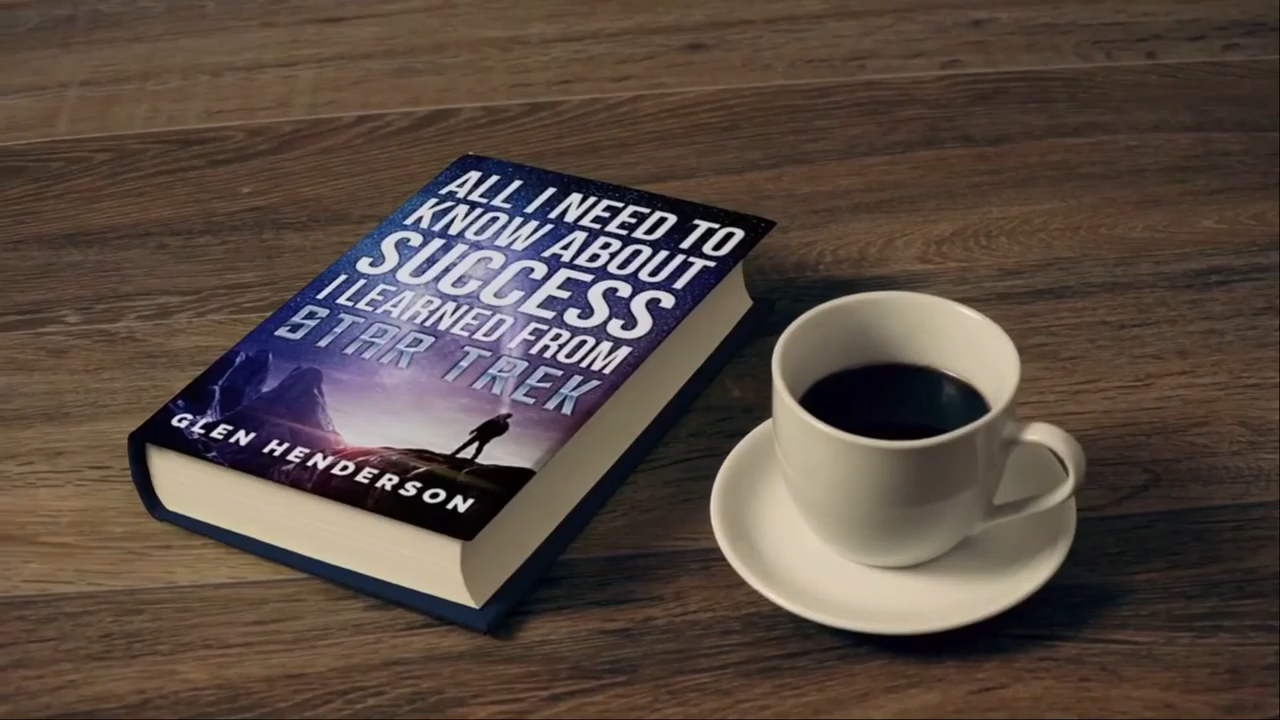 ALL I NEED TO
KNOW ABOUT
SUCCESS
I LEARNED FROM
STAR TREK
GLEN HENDERSON